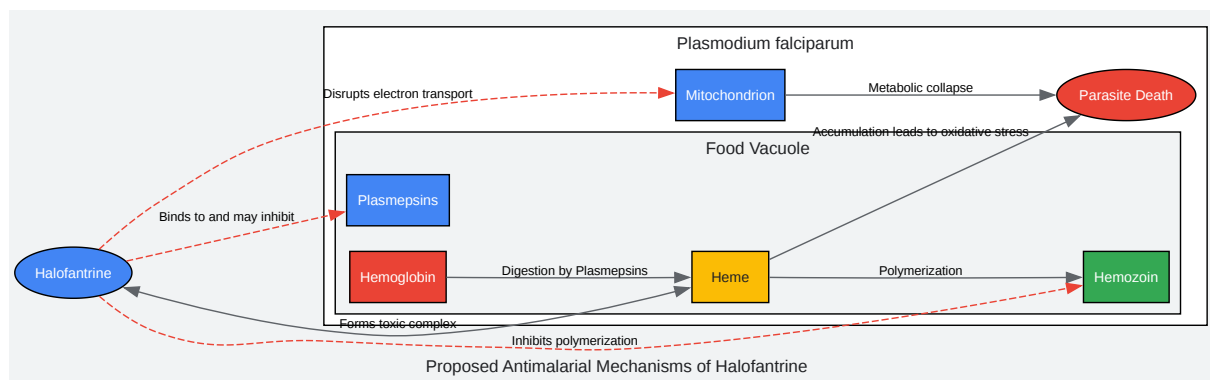 Plasmodium falciparum
Disrupts electron transport
Mitochondrion
Metabolic collapse
Parasite Death
Accumulation leads to oxidative stress
Food Vacuole
Plasmepsins
Binds to and may inhibit
Halofantrine
Hemoglobin
Digestion by Plasmepsins
Heme
Polymerization
Hemozoin
Forms toxic complex
Inhibits polymerization
Proposed Antimalarial Mechanisms of Halofantrine